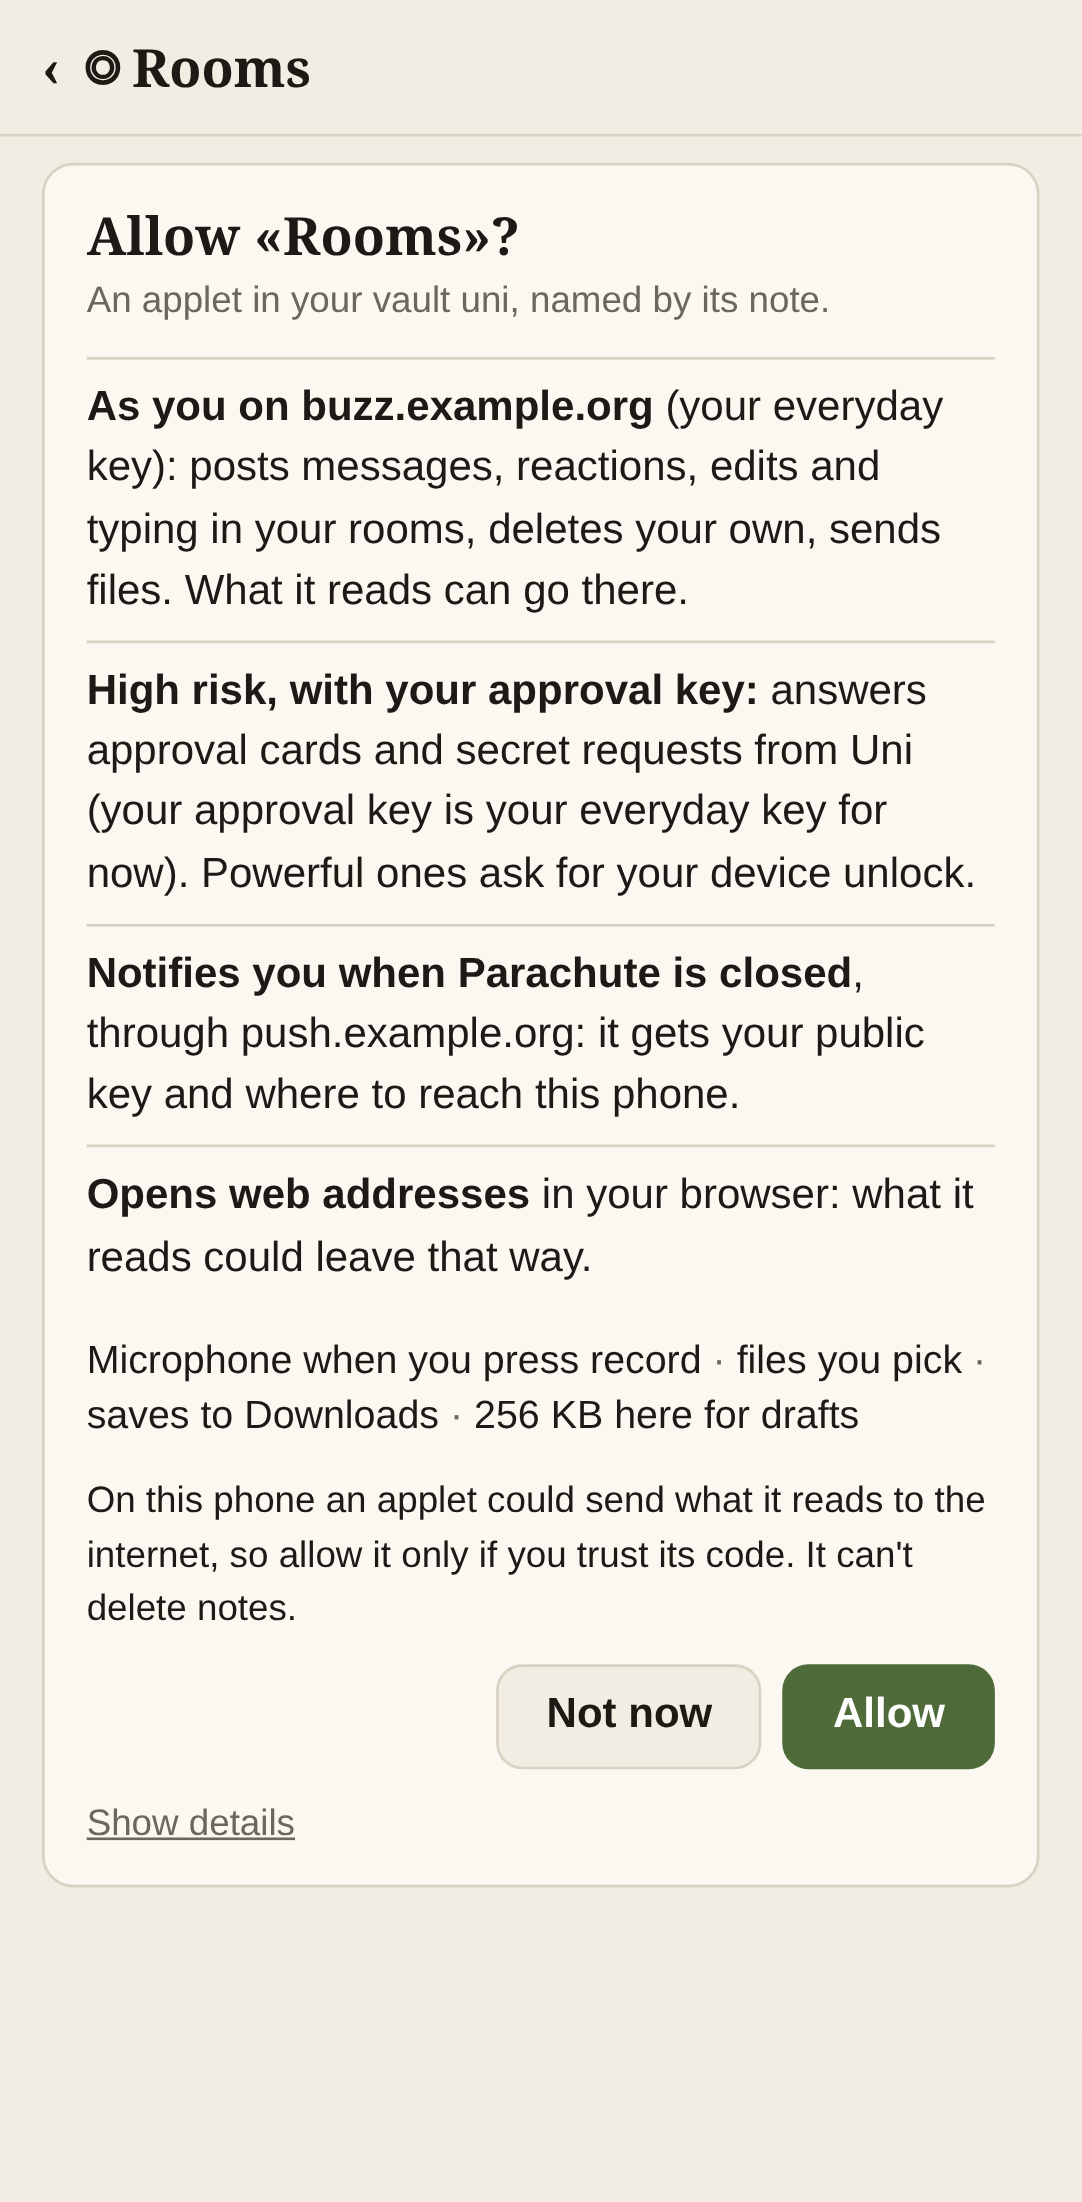 ‹ Rooms
Allow «Rooms»?
An applet in your vault uni, named by its note.
As you on buzz.example.org (your everyday
key): posts messages, reactions, edits and
typing in your rooms, deletes your own, sends
files. What it reads can go there.
High risk, with your approval key: answers
approval cards and secret requests from Uni
(your approval key is your everyday key for
now). Powerful ones ask for your device unlock.
Notifies you when Parachute is closed,
through push.example.org: it gets your public
key and where to reach this phone.
Opens web addresses in your browser: what it
reads could leave that way.
Microphone when you press record · files you pick ·
saves to Downloads · 256 KB here for drafts
On this phone an applet could send what it reads to the
internet, so allow it only if you trust its code. It can't
delete notes.
Not now Allow
Show details